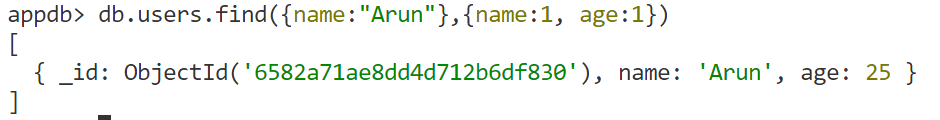 appdb> db.users.find({name:"Arun"},{name:1, age:1})
[
  { _id: ObjectId('6582a71ae8dd4d712b6df830'), name: 'Arun', age: 25 }
]